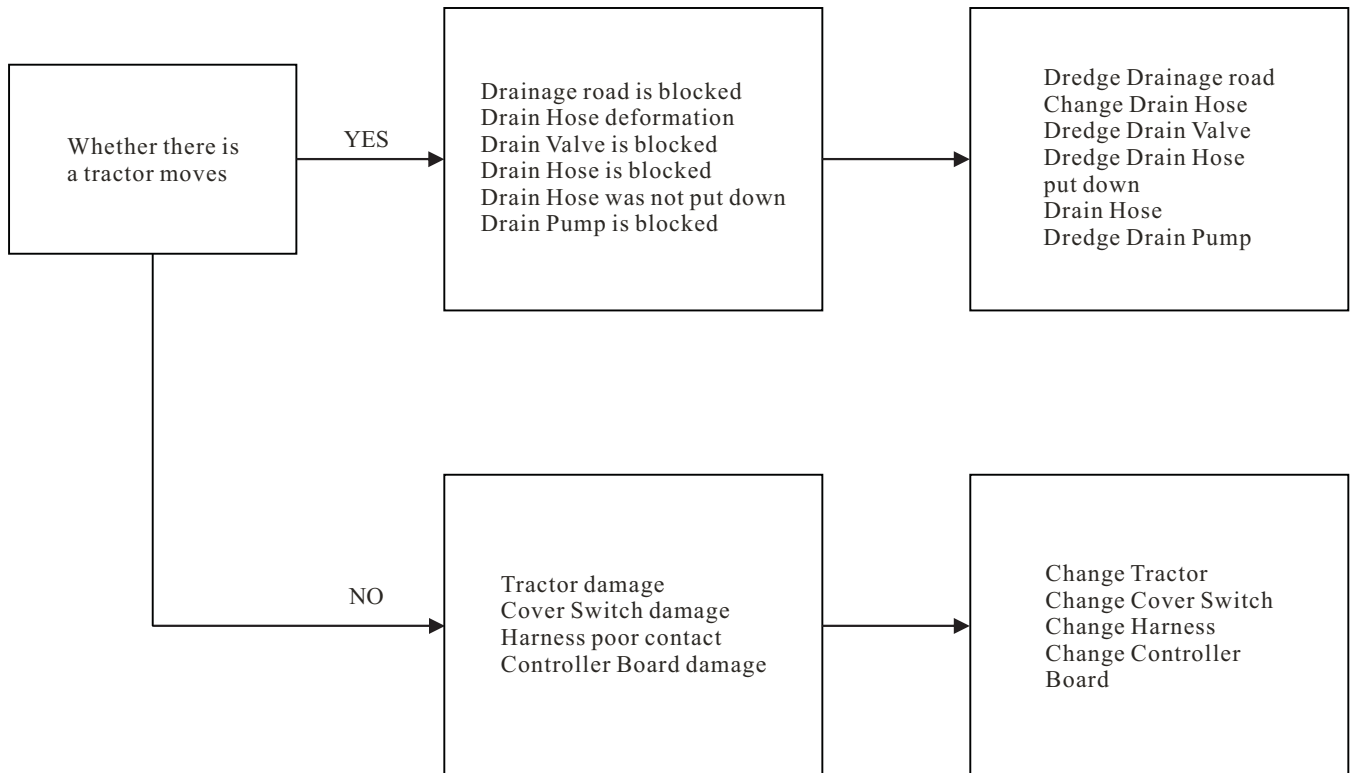 Whether there is
a tractor moves
YES
Drainage road is blocked
Drain Hose deformation
Drain Valve is blocked
Drain Hose is blocked
Drain Hose was not put down
Drain Pump is blocked
Dredge Drainage road
Change Drain Hose
Dredge Drain Valve
Dredge Drain Hose
put down
Drain Hose
Dredge Drain Pump
NO
Tractor damage
Cover Switch damage
Harness poor contact
Controller Board damage
Change Tractor
Change Cover Switch
Change Harness
Change Controller
Board